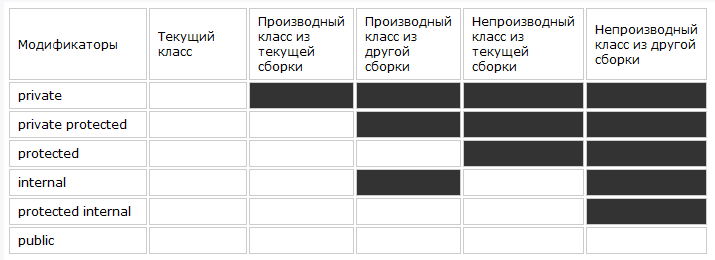 Модификаторы
Текущий
класс
Производный
класс из
текущей
сборки
Производный
класс из
другой
сборки
Непроизводный
класс из
текущей
сборки
Непроизводный
класс из другой
сборки
private
private protected
protected
internal
protected internal
public